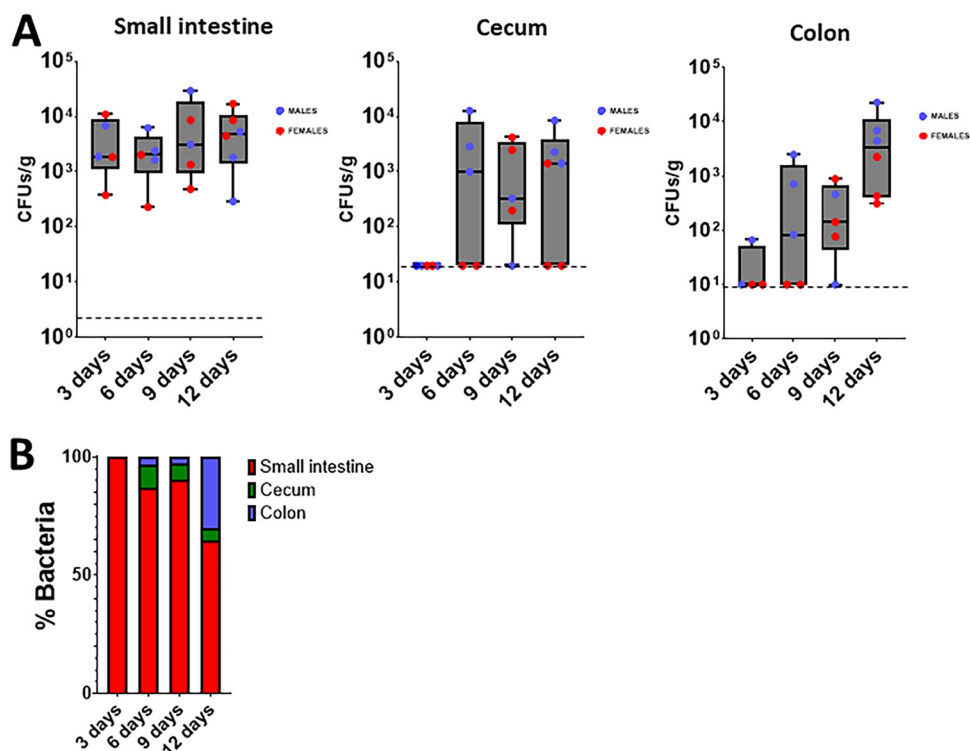 A
Small intestine
CFUs/g
10⁵
10⁴
10³
10²
10¹
10⁰
3 days
6 days
9 days
12 days
MALES
FEMALES
Cecum
CFUs/g
10⁵
10⁴
10³
10²
10¹
10⁰
3 days
6 days
9 days
12 days
MALES
FEMALES
Colon
CFUs/g
10⁵
10⁴
10³
10²
10¹
10⁰
3 days
6 days
9 days
12 days
MALES
FEMALES
B
% Bacteria
100
50
0
3 days
6 days
9 days
12 days
Small intestine
Cecum
Colon